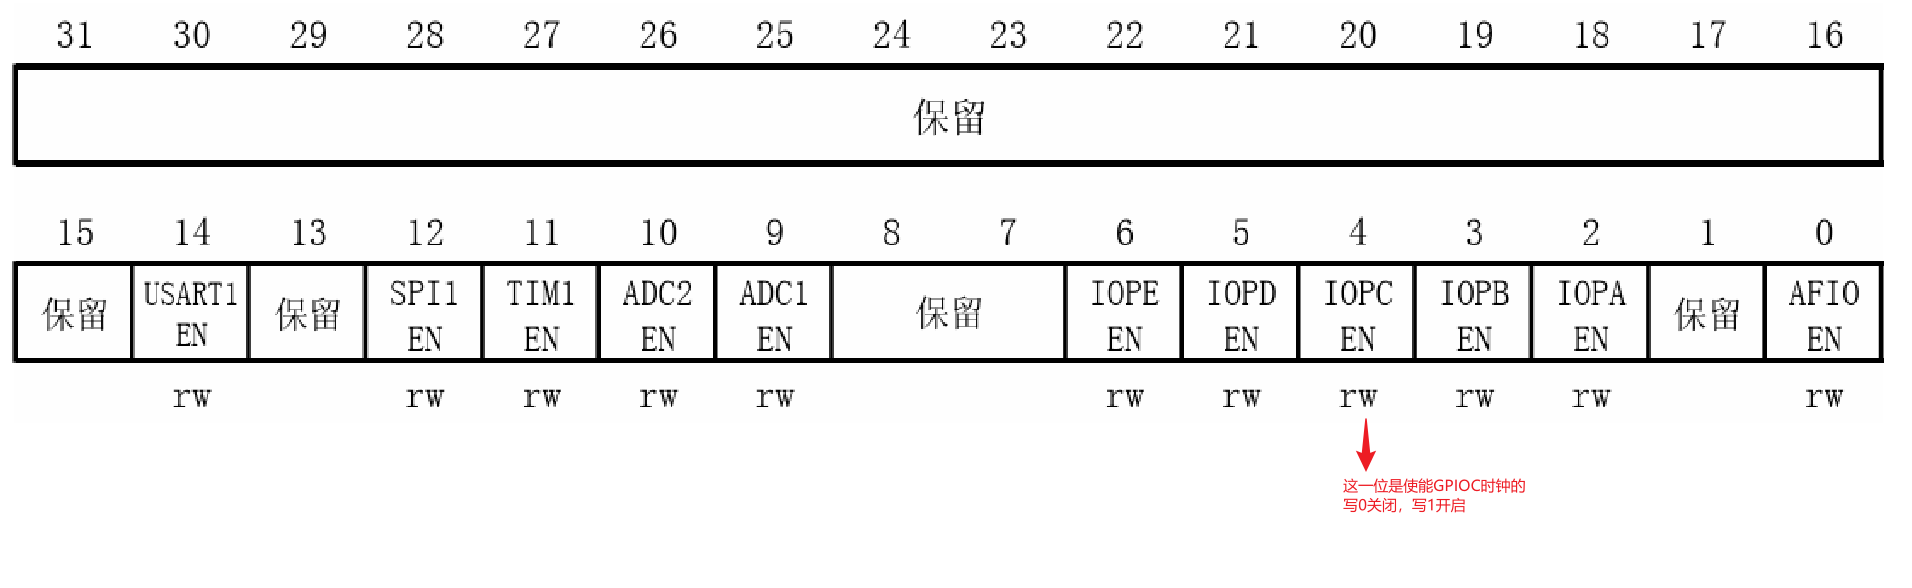 31 30 29 28 27 26 25 24 23 22 21 20 19 18 17 16
保留
15 14 13 12 11 10 9 8 7 6 5 4 3 2 1 0
保留 USART1 EN 保留 SPI1 EN TIM1 EN ADC2 EN ADC1 EN 保留 IOPE EN IOPD EN IOPC EN IOPB EN IOPA EN 保留 AFIO EN
rw rw rw rw rw rw rw rw rw rw rw
这一位是使能GPIOC时钟的
写0关闭，写1开启